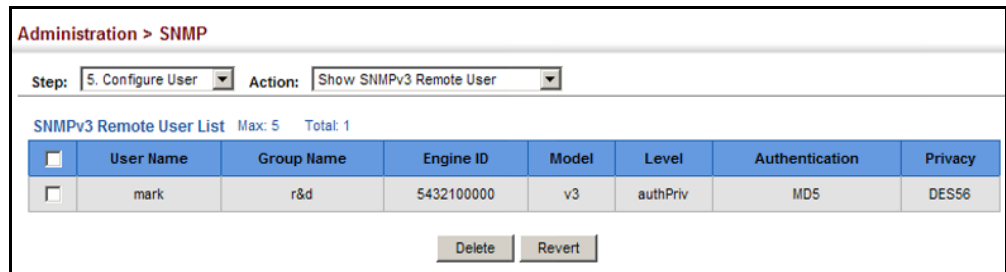 Administration > SNMP
Step: 5. Configure User Action: Show SNMPv3 Remote User
SNMPv3 Remote User List Max: 5 Total: 1
User Name Group Name Engine ID Model Level Authentication Privacy
mark r&d 5432100000 v3 authPriv MD5 DES56
Delete Revert